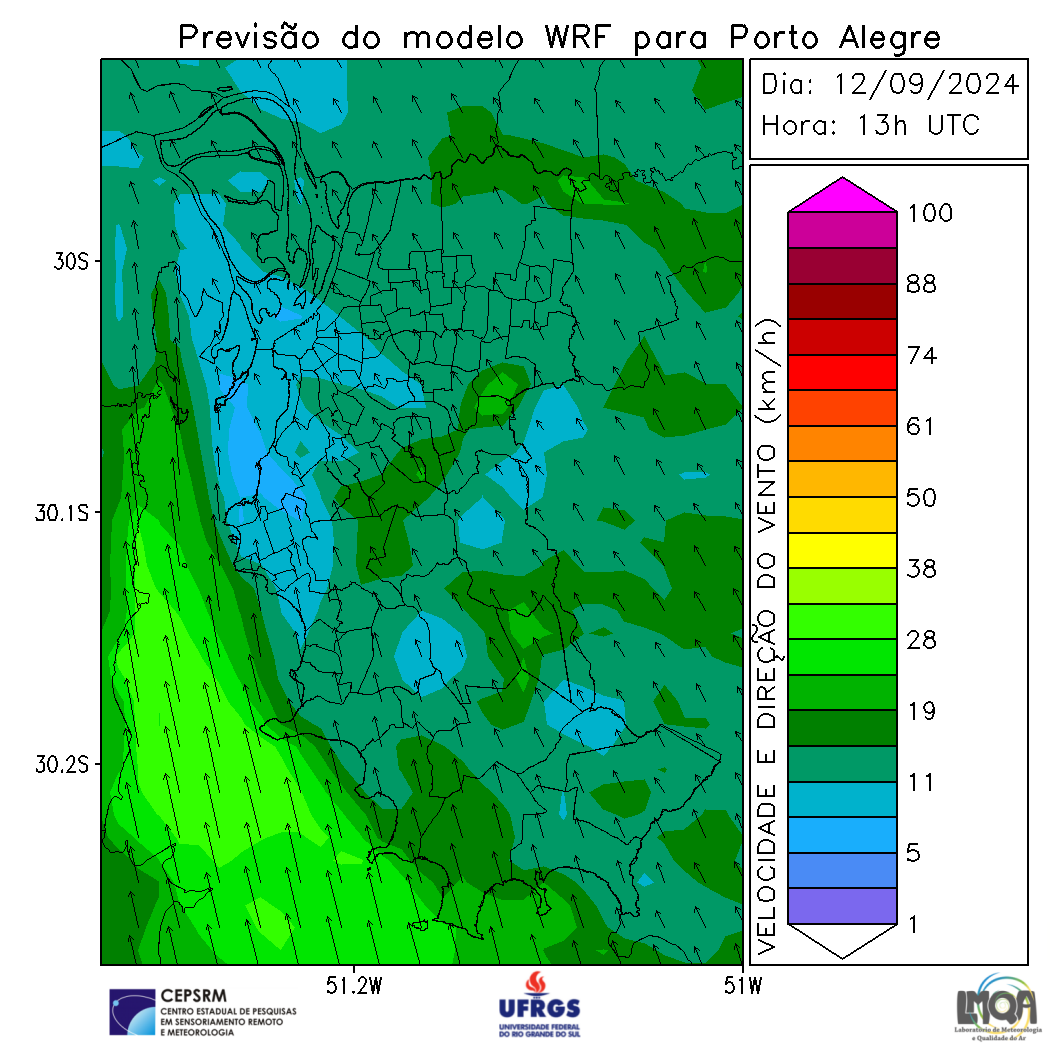 Previsão do modelo WRF para Porto Alegre
Dia: 12/09/2024
Hora: 13h UTC
100
88
74
61
50
38
28
19
11
5
1
VELOCIDADE E DIREÇÃO DO VENTO (km/h)
30S
30.1S
30.2S
51.2W
51W
CEPSRM
CENTRO ESTADUAL DE PESQUISAS
EM SENSORIAMENTO REMOTO
E METEOROLOGIA
UFRGS
UNIVERSIDADE FEDERAL
DO RIO GRANDE DO SUL
LMQA
Laboratório de Meteorologia
e Qualidade do Ar